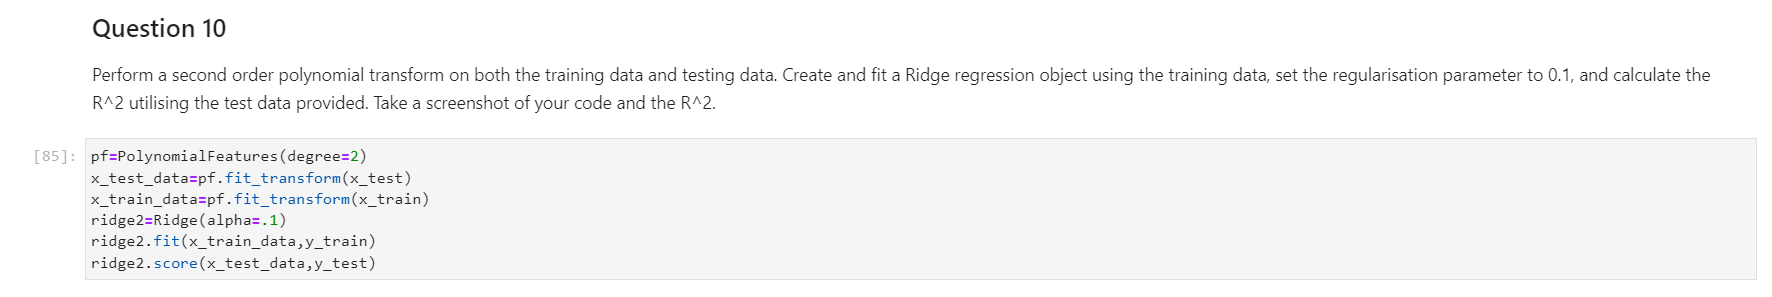 Question 10
Perform a second order polynomial transform on both the training data and testing data. Create and fit a Ridge regression object using the training data, set the regularisation parameter to 0.1, and calculate the
R^2 utilising the test data provided. Take a screenshot of your code and the R^2.
[85]: pf=PolynomialFeatures(degree=2)
x_test_data=pf.fit_transform(x_test)
x_train_data=pf.fit_transform(x_train)
ridge2=Ridge(alpha=.1)
ridge2.fit(x_train_data,y_train)
ridge2.score(x_test_data,y_test)